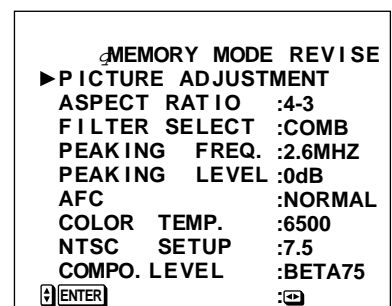 MEMORY MODE REVISE
►PICTURE ADJUSTMENT
ASPECT RATIO :4-3
FILTER SELECT :COMB
PEAKING FREQ. :2.6MHZ
PEAKING LEVEL :0dB
AFC :NORMAL
COLOR TEMP. :6500
NTSC SETUP :7.5
COMPO. LEVEL :BETA75
ENTER :